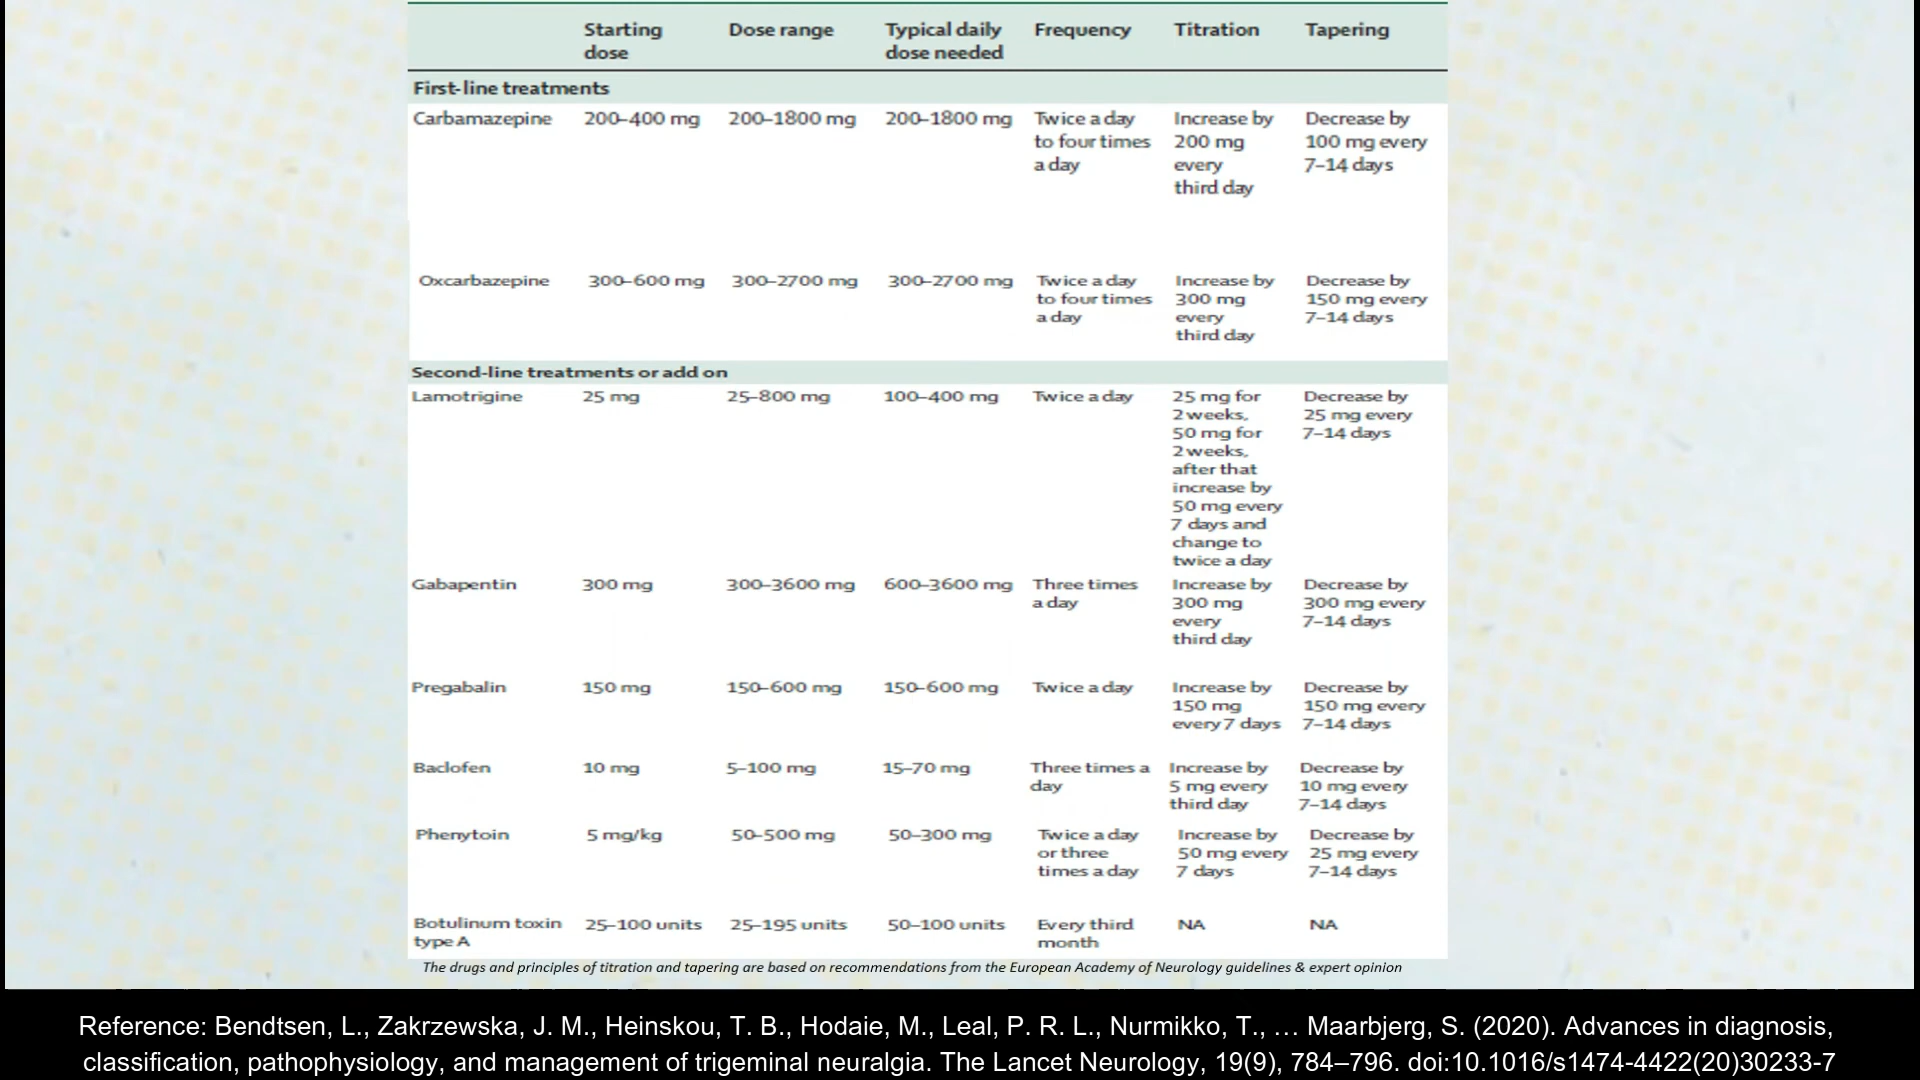 Starting dose Dose range Typical daily dose needed Frequency Titration Tapering
First-line treatments
Carbamazepine 200–400 mg 200–1800 mg 200–1800 mg Twice a day to four times a day Increase by 200 mg every third day Decrease by 100 mg every 7–14 days
Oxcarbazepine 300–600 mg 300–2700 mg 300–2700 mg Twice a day to four times a day Increase by 300 mg every third day Decrease by 150 mg every 7–14 days
Second-line treatments or add on
Lamotrigine 25 mg 25–800 mg 100–400 mg Twice a day 25 mg for 2 weeks, 50 mg for 2 weeks, after that increase by 50 mg every 7 days and change to twice a day Decrease by 25 mg every 7–14 days
Gabapentin 300 mg 300–3600 mg 600–3600 mg Three times a day Increase by 300 mg every third day Decrease by 300 mg every 7–14 days
Pregabalin 150 mg 150–600 mg 150–600 mg Twice a day Increase by 150 mg every 7 days Decrease by 150 mg every 7–14 days
Baclofen 10 mg 5–100 mg 15–70 mg Three times a day Increase by 5 mg every third day Decrease by 10 mg every 7–14 days
Phenytoin 5 mg/kg 50–500 mg 50–300 mg Twice a day or three times a day Increase by 50 mg every 7 days Decrease by 25 mg every 7–14 days
Botulinum toxin type A 25–100 units 25–195 units 50–100 units Every third month NA NA
The drugs and principles of titration and tapering are based on recommendations from the European Academy of Neurology guidelines & expert opinion
Reference: Bendtsen, L., Zakrzewska, J. M., Heinskou, T. B., Hodaie, M., Leal, P. R. L., Nurmikko, T., … Maarbjerg, S. (2020). Advances in diagnosis,
classification, pathophysiology, and management of trigeminal neuralgia. The Lancet Neurology, 19(9), 784–796. doi:10.1016/s1474-4422(20)30233-7